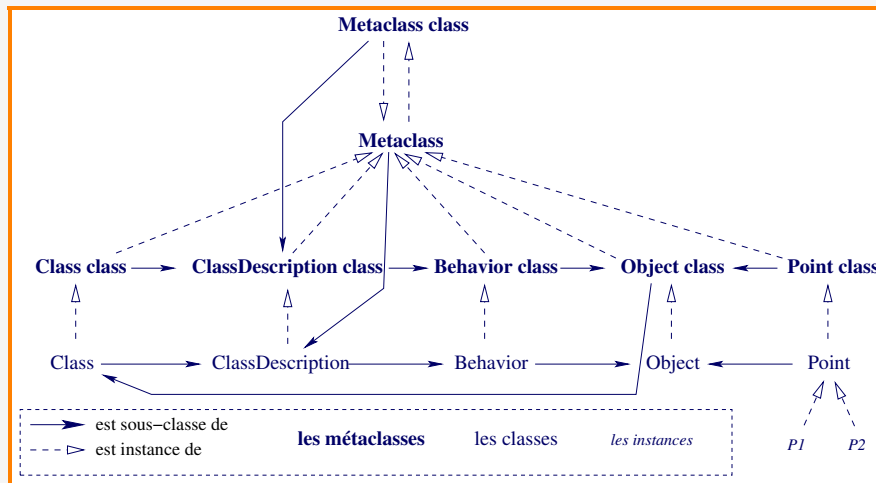 Metaclass class
Metaclass
Class class ClassDescription class Behavior class Object class Point class
Class ClassDescription Behavior Object Point
est sous−classe de
est instance de
les métaclasses les classes les instances
P1 P2